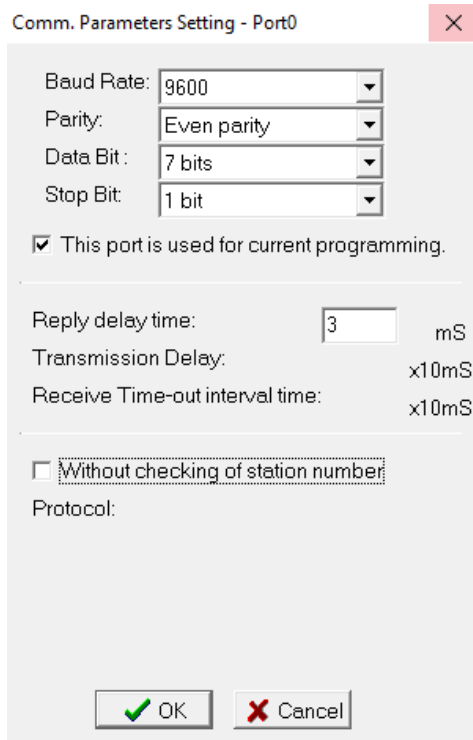 Comm. Parameters Setting - Port0
Baud Rate: 9600
Parity: Even parity
Data Bit : 7 bits
Stop Bit: 1 bit
This port is used for current programming.
Reply delay time: 3 mS
Transmission Delay: x10mS
Receive Time-out interval time: x10mS
Without checking of station number
Protocol:
OK Cancel